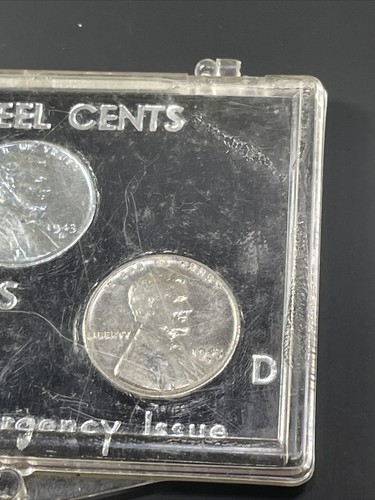 EEL CENTS
1943
S
LIBERTY
1943
D
rgency Issue